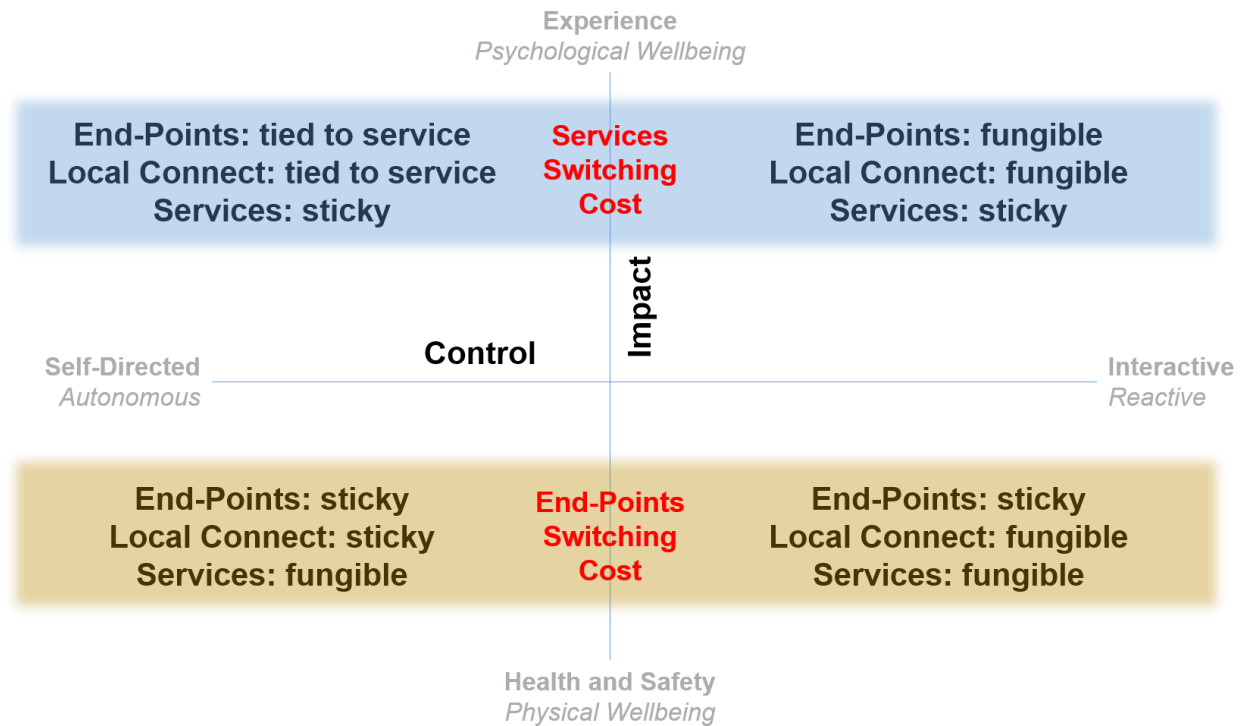 Experience
Psychological Wellbeing
End-Points: tied to service
Local Connect: tied to service
Services: sticky
Services
Switching
Cost
End-Points: fungible
Local Connect: fungible
Services: sticky
Impact
Control
Self-Directed
Autonomous
Interactive
Reactive
End-Points: sticky
Local Connect: sticky
Services: fungible
End-Points
Switching
Cost
End-Points: sticky
Local Connect: fungible
Services: fungible
Health and Safety
Physical Wellbeing